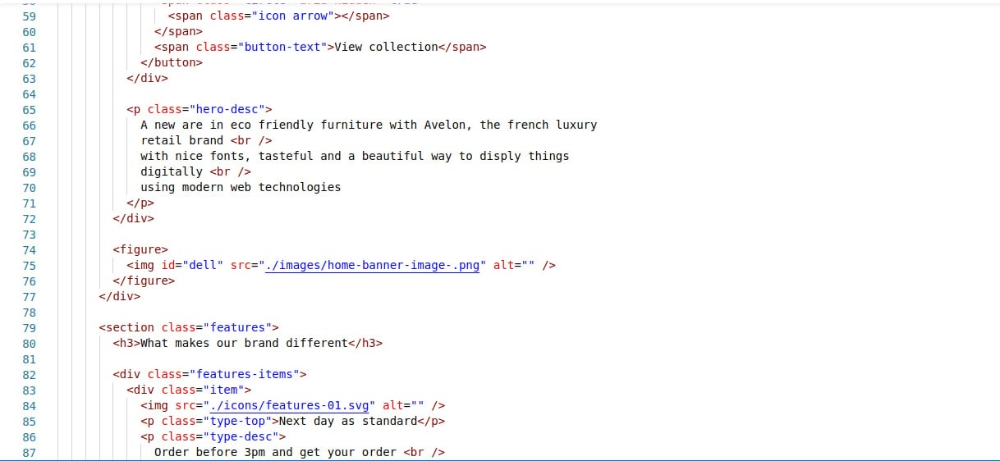 59 <span class="icon arrow"></span>
60 </span>
61 <span class="button-text">View collection</span>
62 </button>
63 </div>
64
65 <p class="hero-desc">
66 A new are in eco friendly furniture with Avelon, the french luxury
67 retail brand <br />
68 with nice fonts, tasteful and a beautiful way to disply things
69 digitally <br />
70 using modern web technologies
71 </p>
72 </div>
73
74 <figure>
75 <img id="dell" src="./images/home-banner-image-.png" alt="" />
76 </figure>
77 </div>
78
79 <section class="features">
80 <h3>What makes our brand different</h3>
81
82 <div class="features-items">
83 <div class="item">
84 <img src="./icons/features-01.svg" alt="" />
85 <p class="type-top">Next day as standard</p>
86 <p class="type-desc">
87 Order before 3pm and get your order <br />